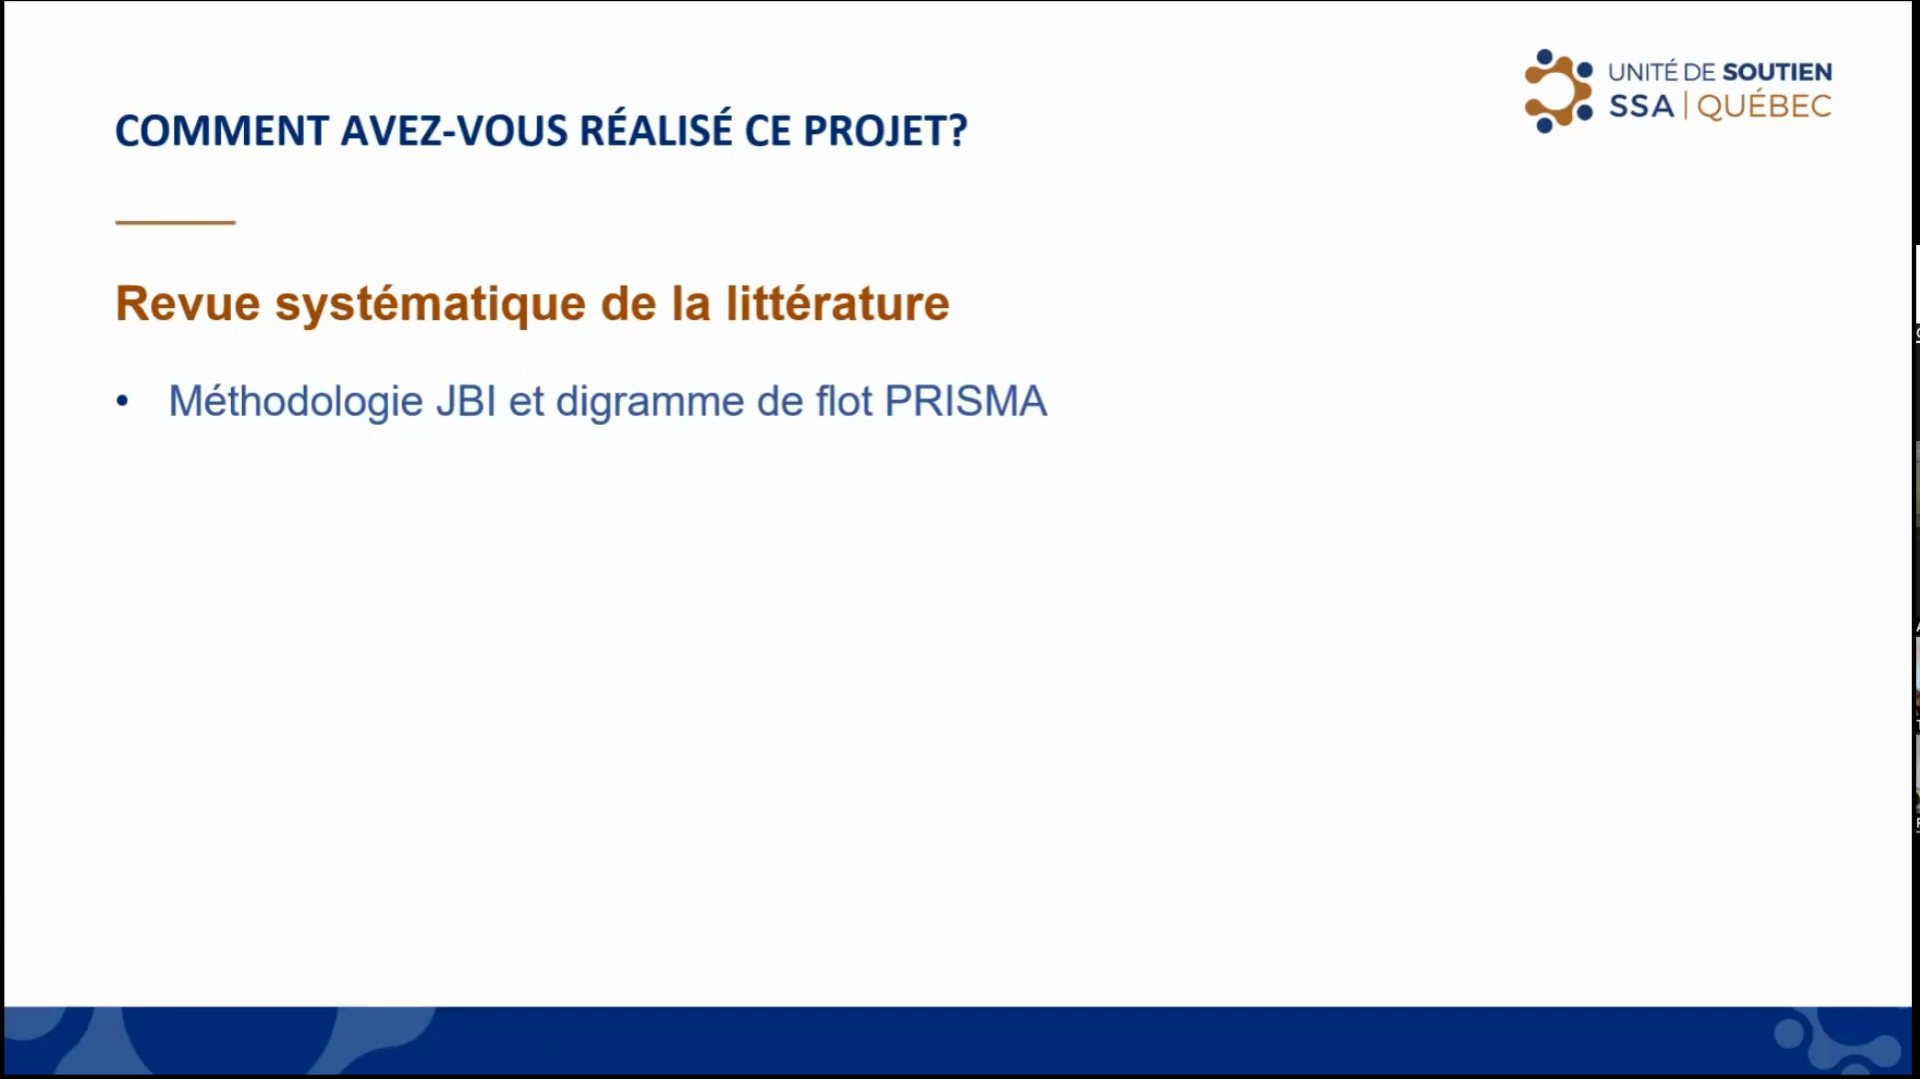 UNITÉ DE SOUTIEN
SSA | QUÉBEC
COMMENT AVEZ-VOUS RÉALISÉ CE PROJET?
Revue systématique de la littérature
• Méthodologie JBI et digramme de flot PRISMA